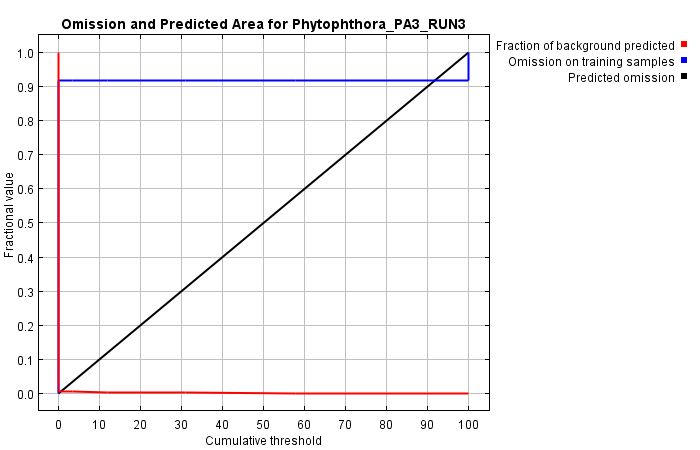 Omission and Predicted Area for Phytophthora_PA3_RUN3
Fraction of background predicted
Omission on training samples
Predicted omission
Fractional value
1.0
0.9
0.8
0.7
0.6
0.5
0.4
0.3
0.2
0.1
0.0
0 10 20 30 40 50 60 70 80 90 100
Cumulative threshold